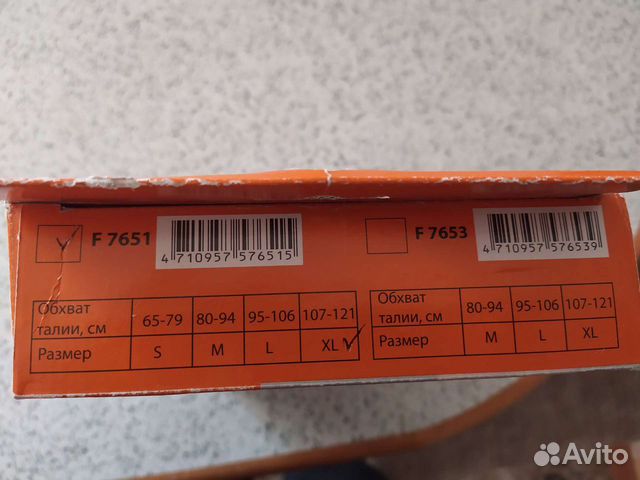 F 7651
4 710957 576515
F 7653
4 710957 576539
Обхват талии, см 65-79 80-94 95-106 107-121
Размер S M L XL
Обхват талии, см 80-94 95-106 107-121
Размер M L XL
Avito